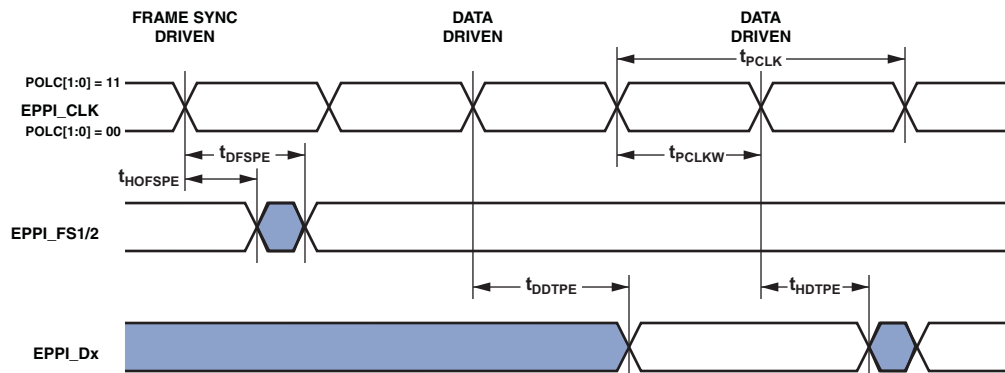 FRAME SYNC
DRIVEN
DATA
DRIVEN
DATA
DRIVEN
tPCLK
POLC[1:0] = 11
EPPI_CLK
POLC[1:0] = 00
tDFSPE
tHOFSPE
tPCLKW
EPPI_FS1/2
tDDTPE
tHDTPE
EPPI_Dx